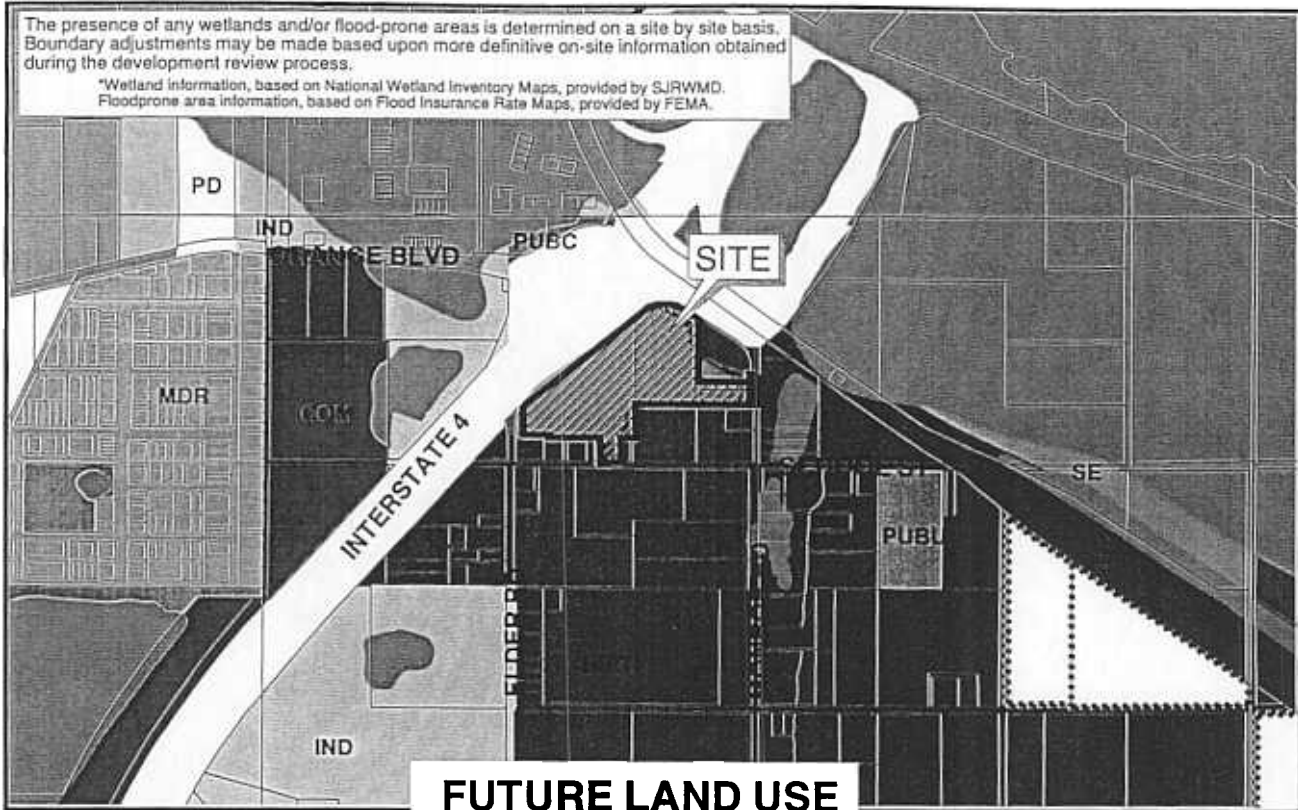 The presence of any wetlands and/or flood-prone areas is determined on a site by site basis.
Boundary adjustments may be made based upon more definitive on-site information obtained
during the development review process.
*Wetland information, based on National Wetland Inventory Maps, provided by SJRWMD.
Floodprone area information, based on Flood Insurance Rate Maps, provided by FEMA.
PD
IND
ORANGE BLVD
PUBC
SITE
MDR
COM
INTERSTATE 4
SE
PUBL
ELDER RD
IND
FUTURE LAND USE